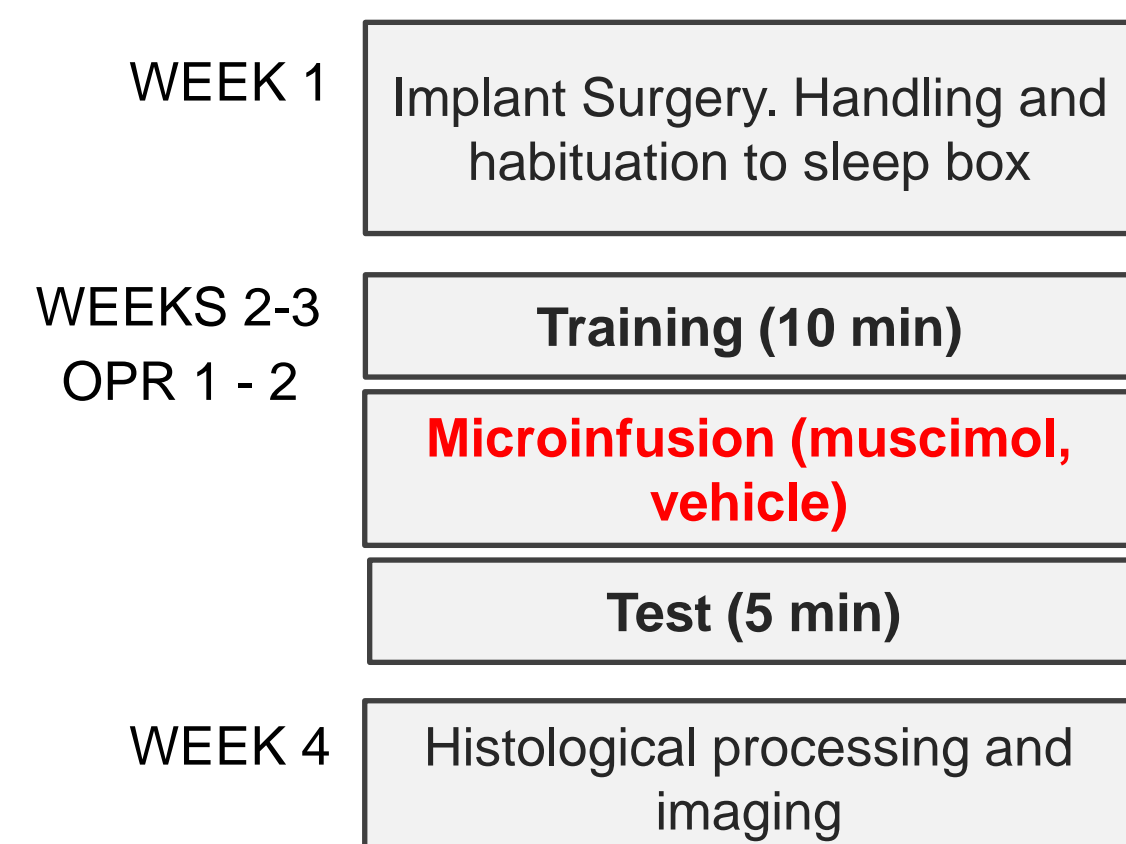 WEEK 1
Implant Surgery. Handling and
habituation to sleep box
WEEKS 2-3
OPR 1 - 2
Training (10 min)
Microinfusion (muscimol,
vehicle)
Test (5 min)
WEEK 4
Histological processing and
imaging